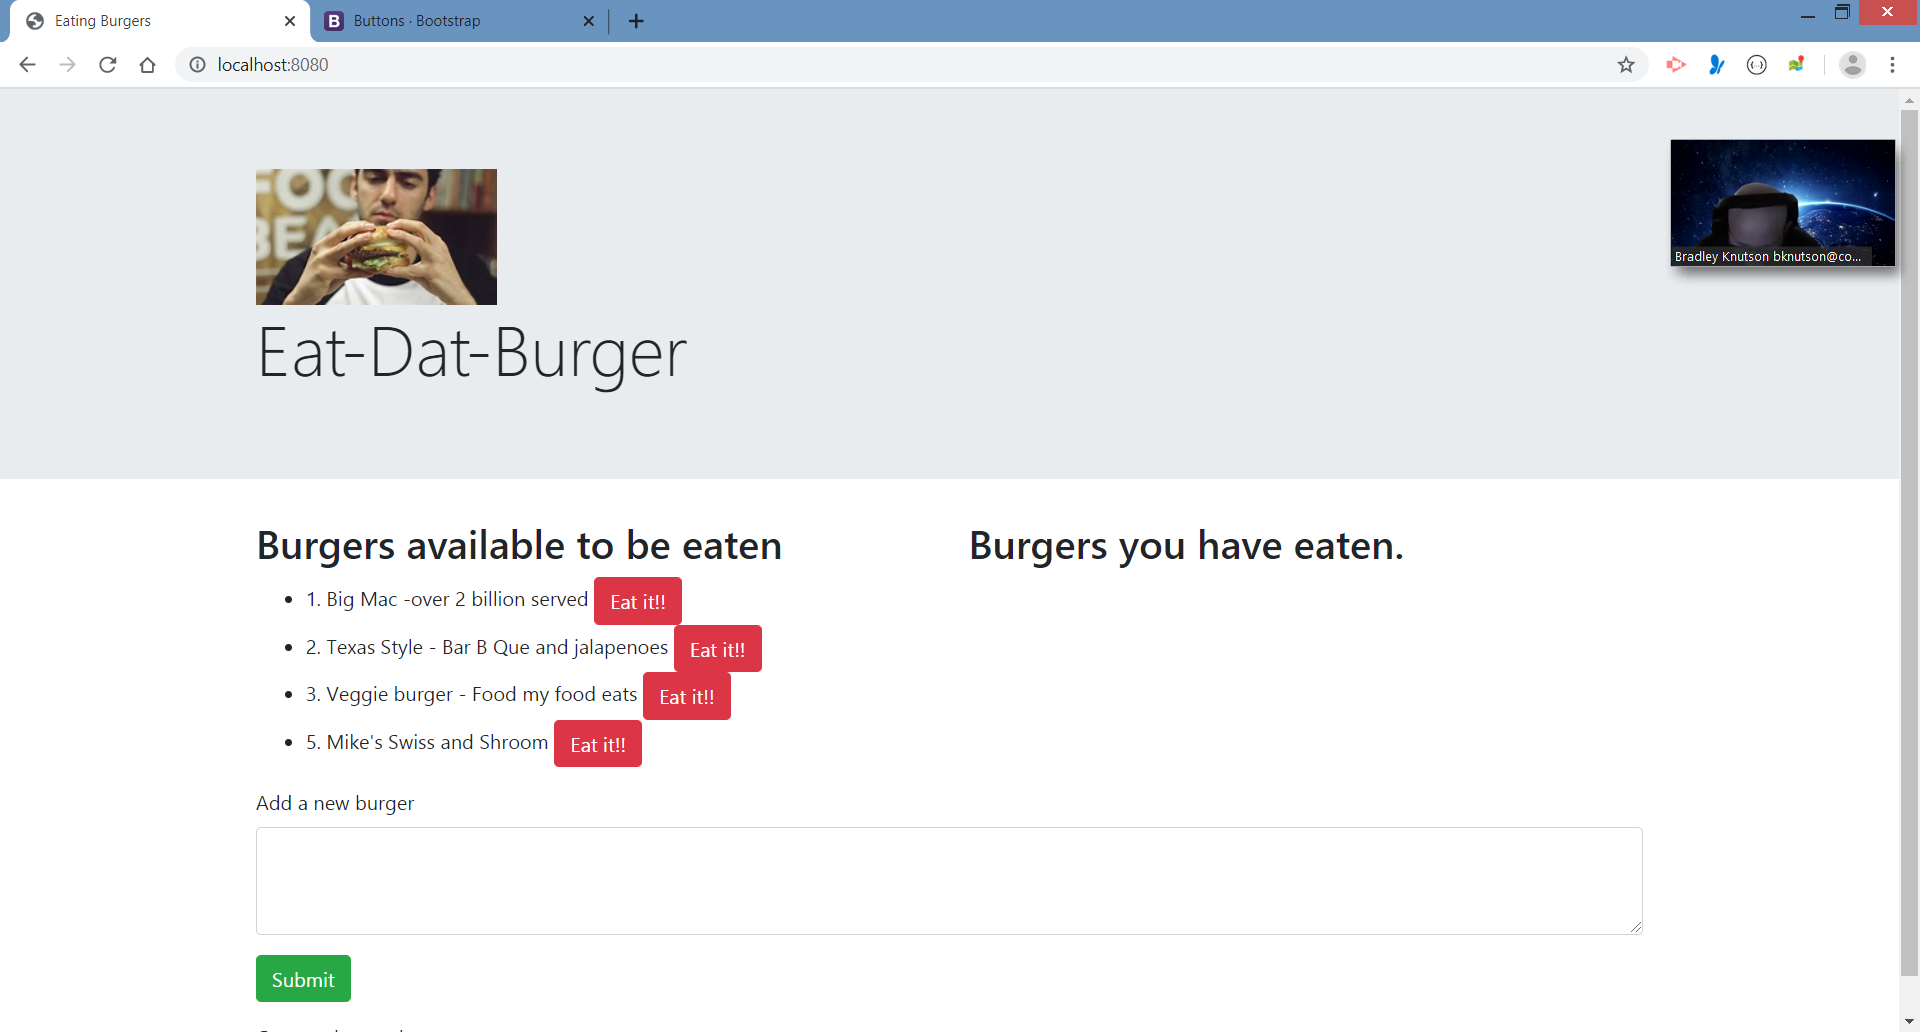 Eating Burgers
Buttons · Bootstrap
localhost:8080
FOO
BEA
Bradley Knutson bknutson@co...
Eat-Dat-Burger
Burgers available to be eaten
1. Big Mac -over 2 billion served Eat it!!
2. Texas Style - Bar B Que and jalapenoes Eat it!!
3. Veggie burger - Food my food eats Eat it!!
5. Mike's Swiss and Shroom Eat it!!
Burgers you have eaten.
Add a new burger
Submit